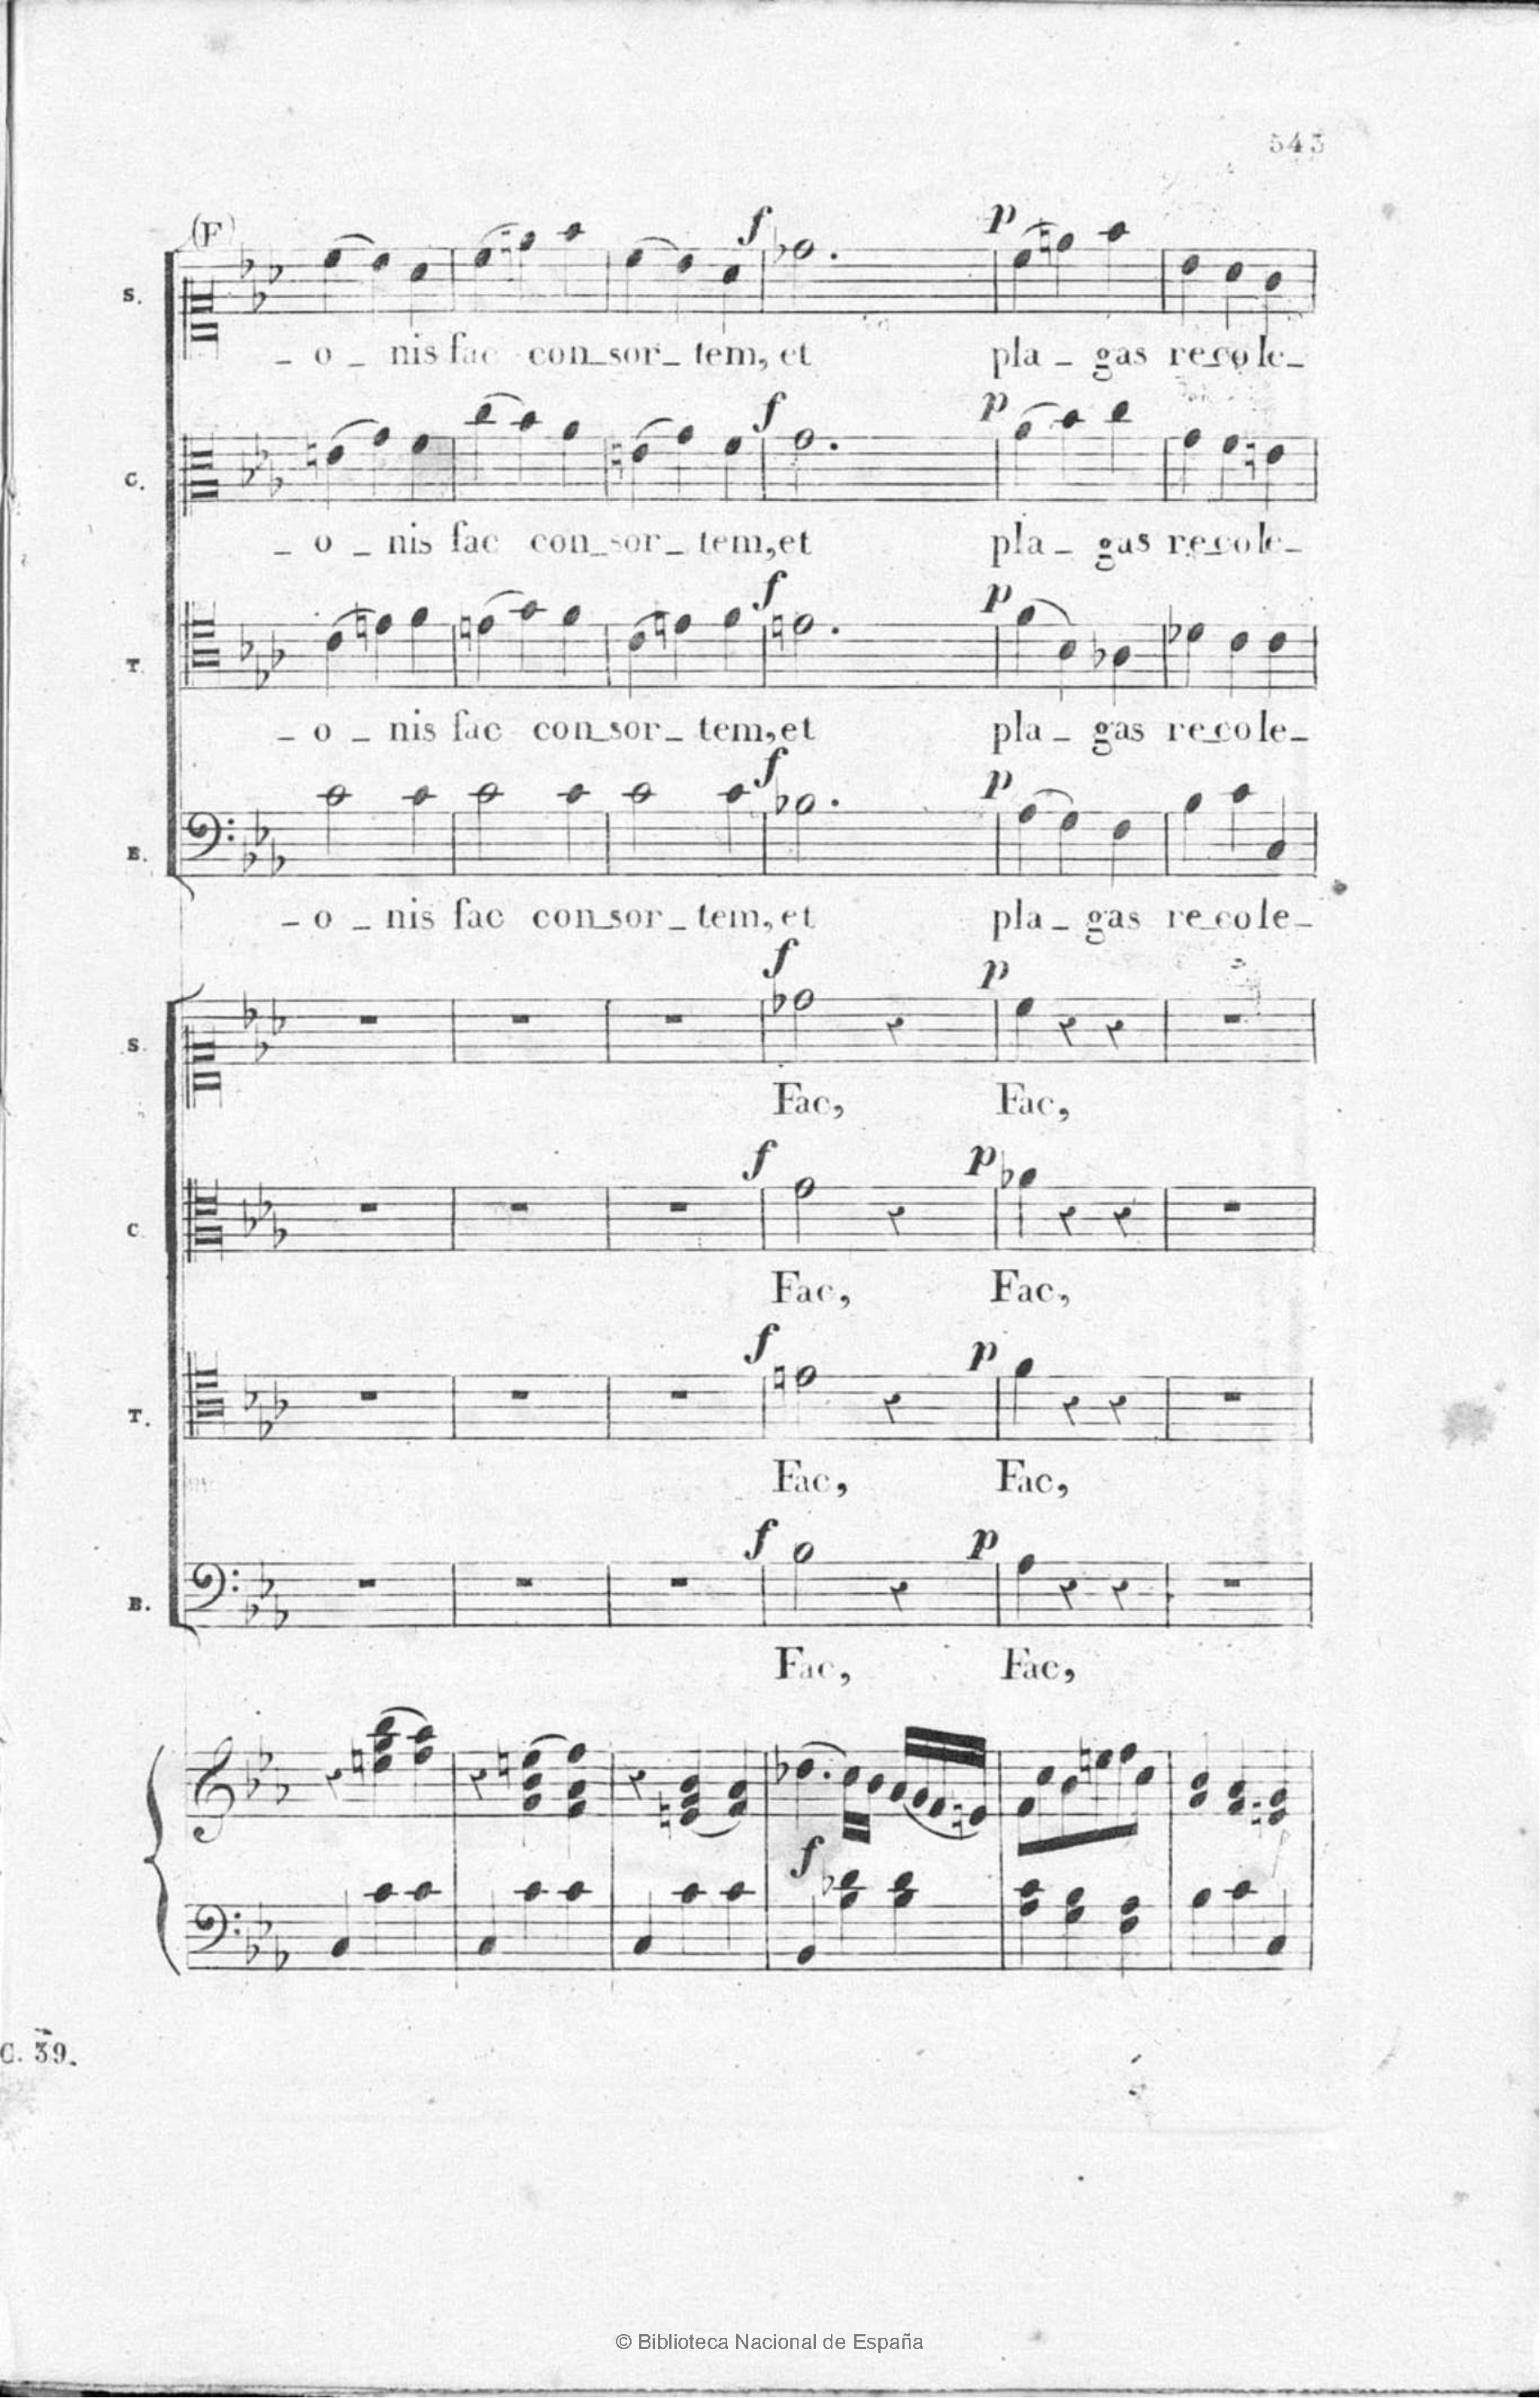 543
(F)
f p
S.
_ o _ nis fac con_sor_ tem, et pla _ gas re_co le_
f p
C.
_ o _ nis fac con_sor_ tem, et pla _ gas re_co le_
f p
T.
_ o _ nis fac con_sor_ tem, et pla _ gas re_co le_
f p
B.
_ o _ nis fac con_sor_ tem, et pla _ gas re_co le_
f p
S.
Fac, Fac,
f p
C.
Fac, Fac,
f p
T.
Fac, Fac,
f p
B.
Fac, Fac,
f
C. 39.
© Biblioteca Nacional de España